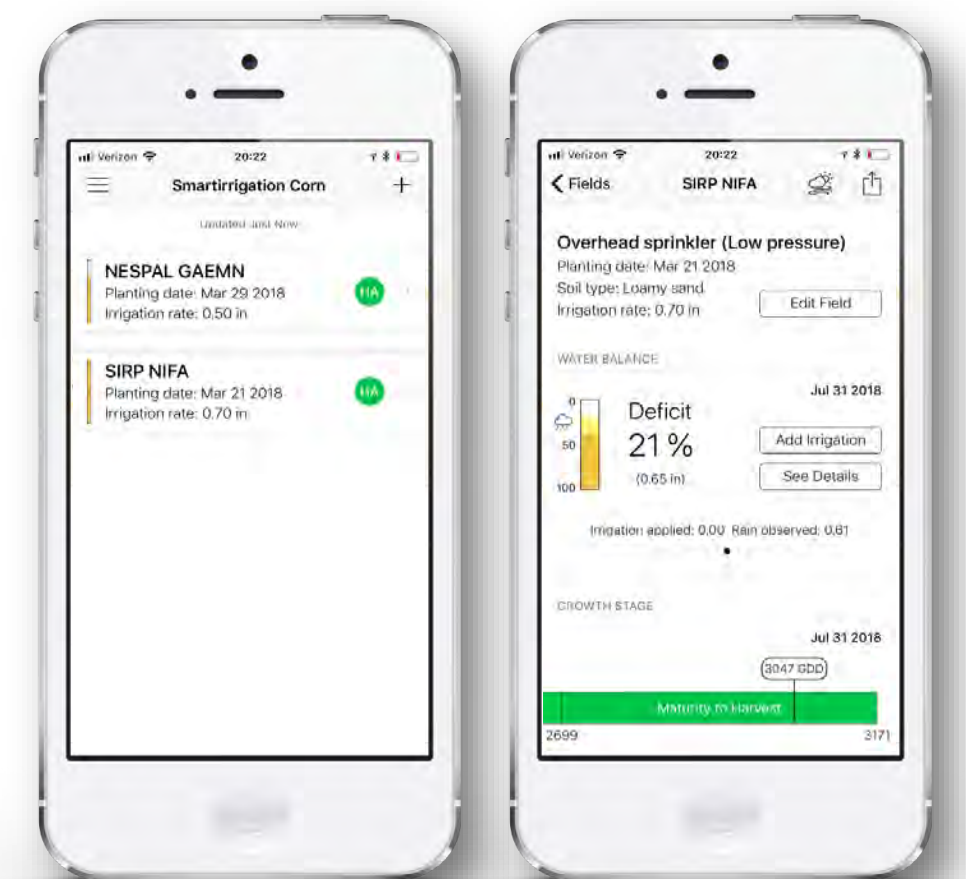 Verizon 20:22
Smartirrigation Corn +
Updated Just Now
NESPAL GAEMN
Planting date: Mar 29 2018
Irrigation rate: 0.50 in
HA
SIRP NIFA
Planting date: Mar 21 2018
Irrigation rate: 0.70 in
HA
Verizon 20:22
Fields SIRP NIFA
Overhead sprinkler (Low pressure)
Planting date: Mar 21 2018
Soil type: Loamy sand
Irrigation rate: 0.70 in
Edit Field
WATER BALANCE
Jul 31 2018
0
50
100
Deficit
21 %
(0.65 in)
Add Irrigation
See Details
Irrigation applied: 0.00 Rain observed: 0.61
GROWTH STAGE
Jul 31 2018
3047 GDD
Maturity to Harvest
2699 3171